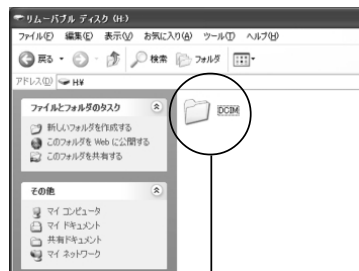 リムーバブル ディスク (H:)
ファイル(F) 編集(E) 表示(V) お気に入り(A) ツール(T) ヘルプ(H)
戻る 検索 フォルダ
アドレス(D) H¥
ファイルとフォルダのタスク
新しいフォルダを作成する
このフォルダを Web に公開する
このフォルダを共有する
DCIM
その他
マイ コンピュータ
マイ ドキュメント
共有ドキュメント
マイ ネットワーク